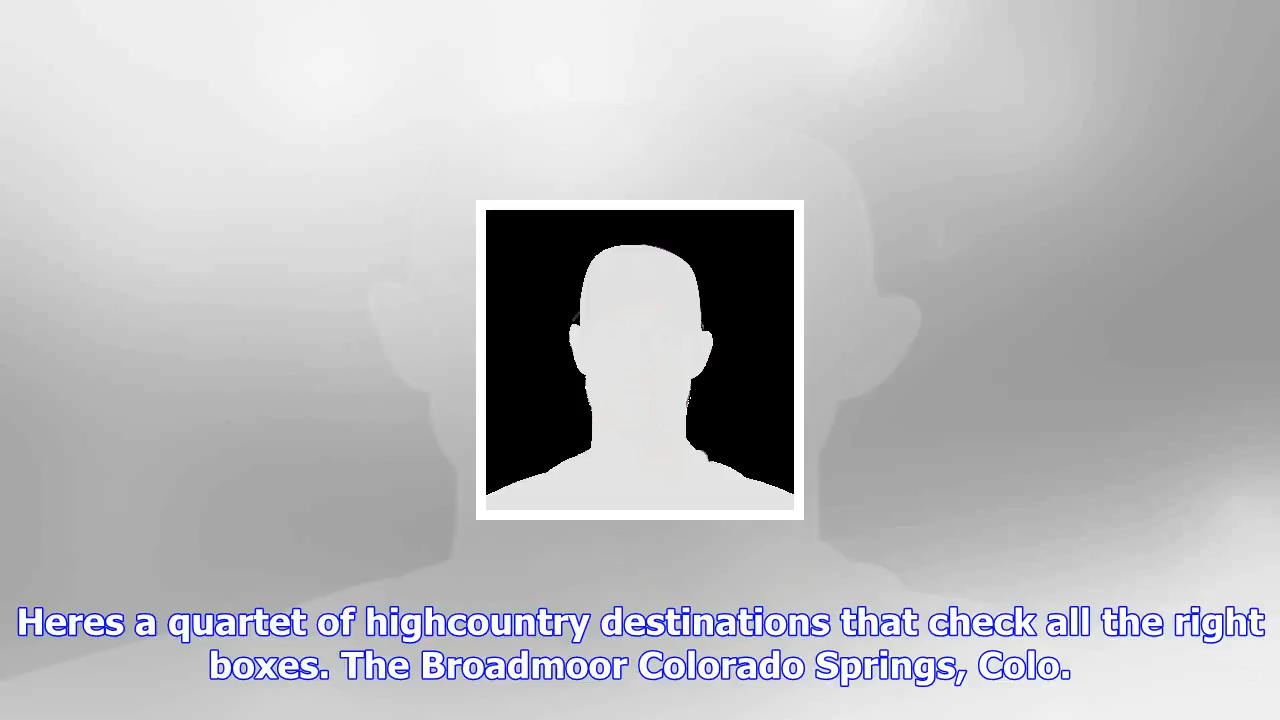 Heres a quartet of highcountry destinations that check all the right
boxes. The Broadmoor Colorado Springs, Colo.